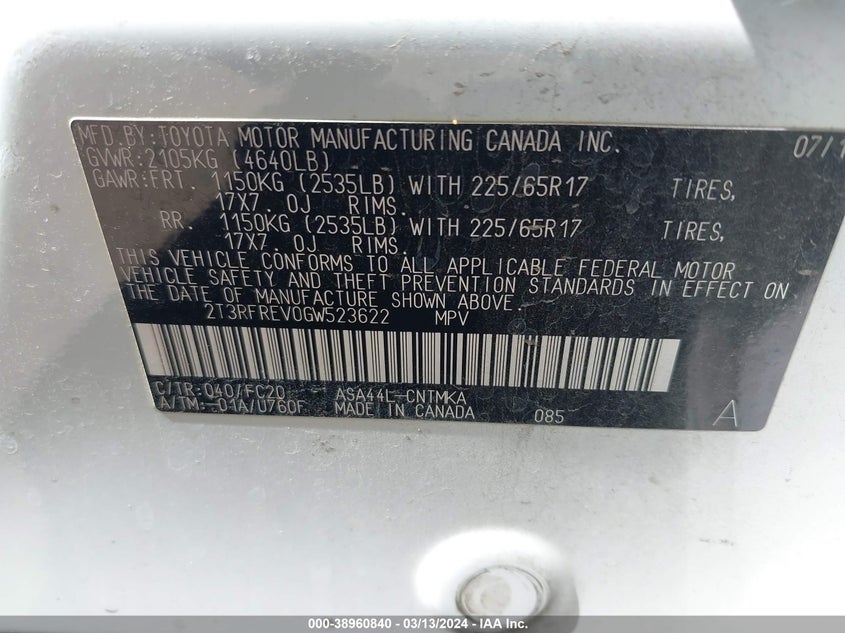 MFD.BY:TOYOTA MOTOR MANUFACTURING CANADA INC. 07/1
GVWR:2105KG (4640LB)
GAWR:FRT. 1150KG (2535LB) WITH 225/65R17 TIRES,
17X7.0J RIMS.
RR. 1150KG (2535LB) WITH 225/65R17 TIRES,
17X7.0J RIMS.
THIS VEHICLE CONFORMS TO ALL APPLICABLE FEDERAL MOTOR
VEHICLE SAFETY AND THEFT PREVENTION STANDARDS IN EFFECT ON
THE DATE OF MANUFACTURE SHOWN ABOVE.
2T3RFREV0GW523622 MPV
C/TR:040/FC20 ASA44L-CNTMKA
A/TM:-01A/U760F MADE IN CANADA 085 A
000-38960840 - 03/13/2024 - IAA Inc.